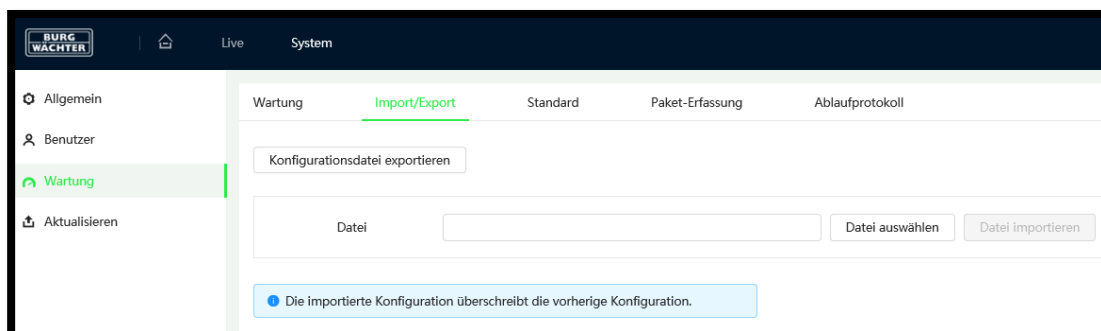 BURG
WÄCHTER
Live System
Allgemein
Benutzer
Wartung
Aktualisieren
Wartung Import/Export Standard Paket-Erfassung Ablaufprotokoll
Konfigurationsdatei exportieren
Datei Datei auswählen Datei importieren
Die importierte Konfiguration überschreibt die vorherige Konfiguration.